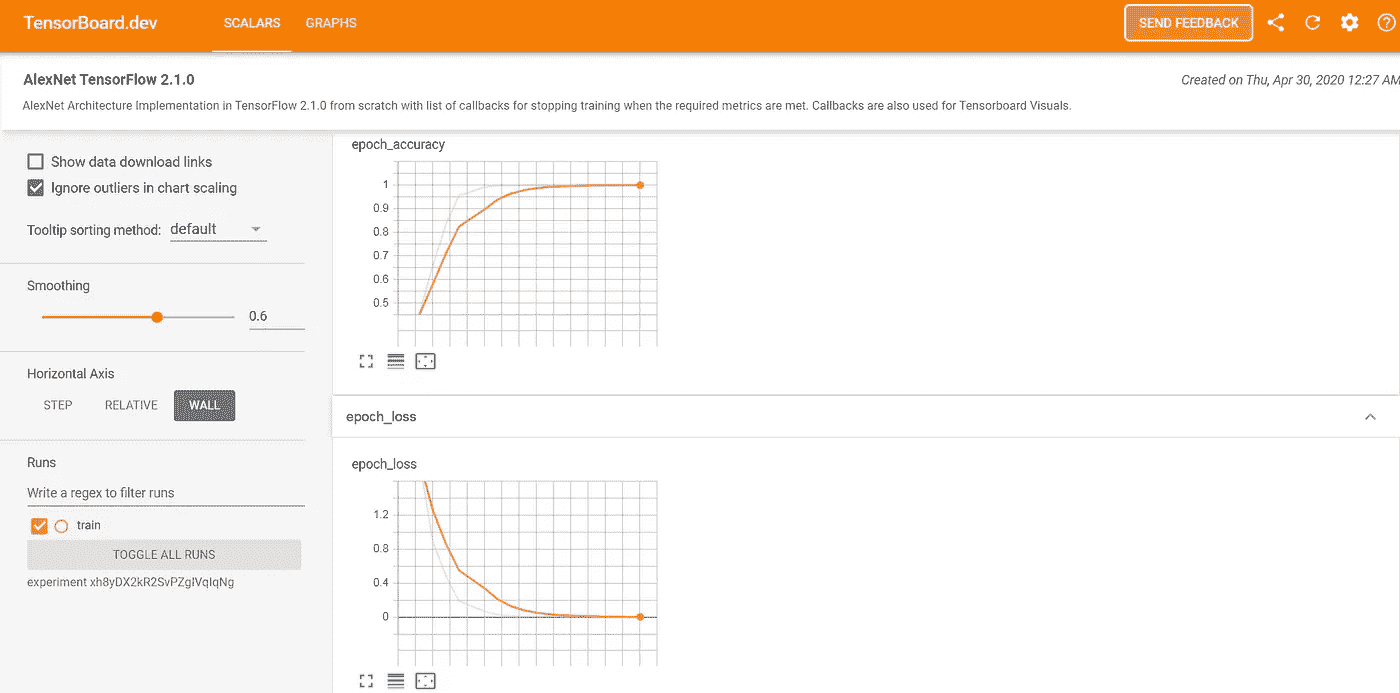 TensorBoard.dev SCALARS GRAPHS SEND FEEDBACK
AlexNet TensorFlow 2.1.0 Created on Thu, Apr 30, 2020 12:27 AM
AlexNet Architecture Implementation in TensorFlow 2.1.0 from scratch with list of callbacks for stopping training when the required metrics are met. Callbacks are also used for Tensorboard Visuals.
Show data download links
Ignore outliers in chart scaling
Tooltip sorting method: default
Smoothing
0.6
Horizontal Axis
STEP RELATIVE WALL
Runs
Write a regex to filter runs
train
TOGGLE ALL RUNS
epoch_accuracy
1
0.9
0.8
0.7
0.6
0.5
epoch_loss
epoch_loss
1.2
0.8
0.4
0